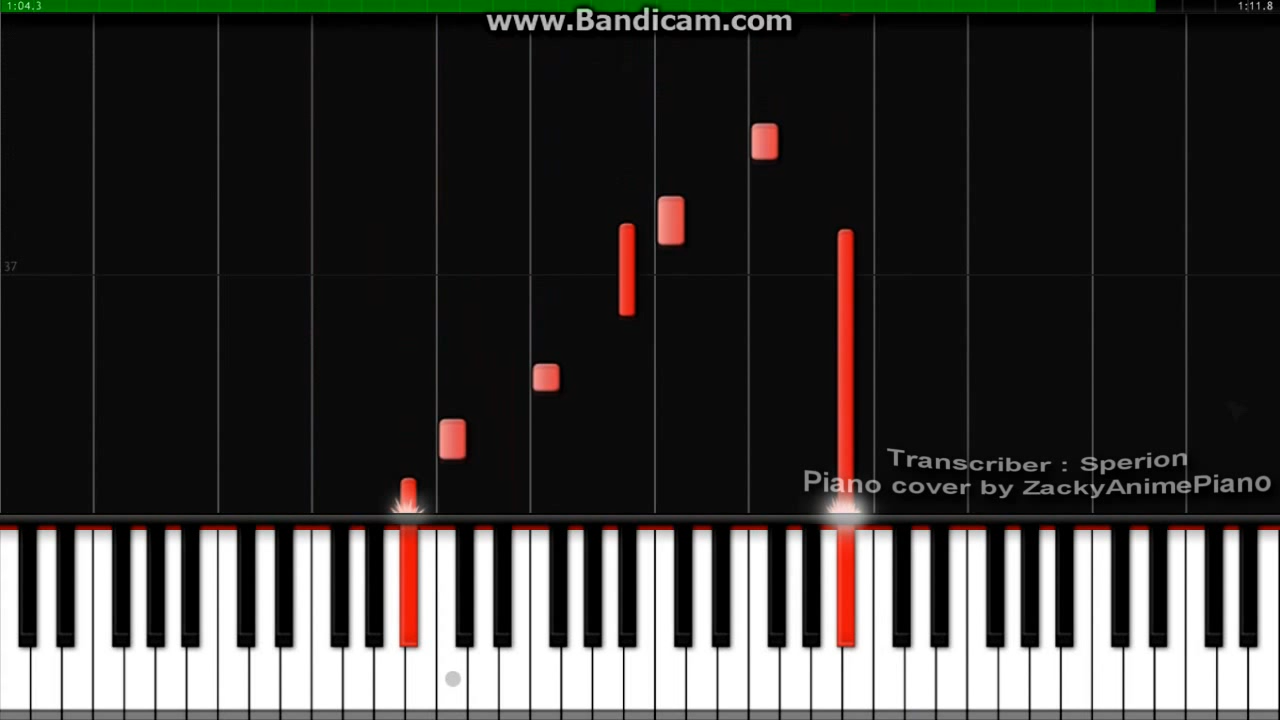 1:04.3
1:11.8
www.Bandicam.com
37
Transcriber : Sperion
Piano cover by ZackyAnimePiano